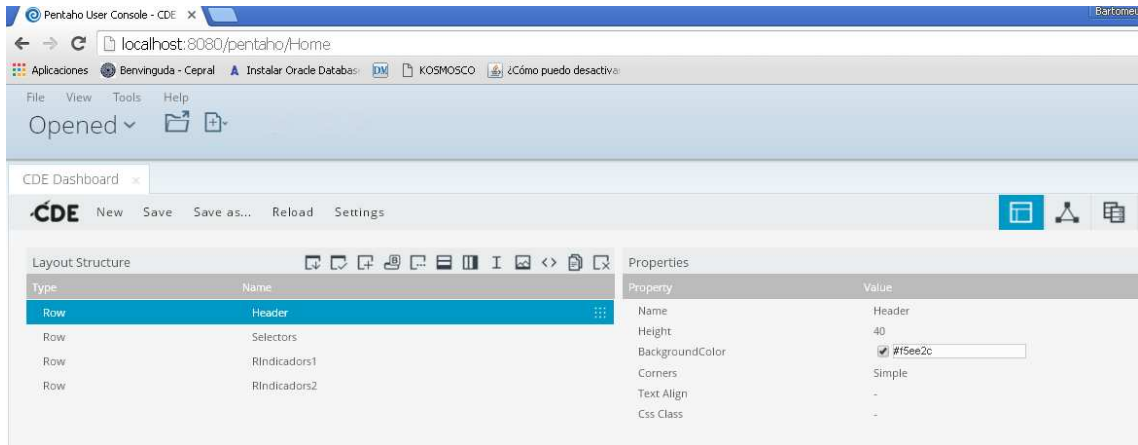 Pentaho User Console - CDE
Bartomeu
localhost:8080/pentaho/Home
Aplicaciones Benvinguda - Cepral Instalar Oracle Databas DM KOSMOSCO ¿Cómo puedo desactiva
File View Tools Help
Opened
CDE Dashboard
CDE New Save Save as... Reload Settings
Layout Structure
Type Name
Row Header
Row Selectors
Row RIndicadors1
Row RIndicadors2
Properties
Property Value
Name Header
Height 40
BackgroundColor #f5ee2c
Corners Simple
Text Align -
Css Class -